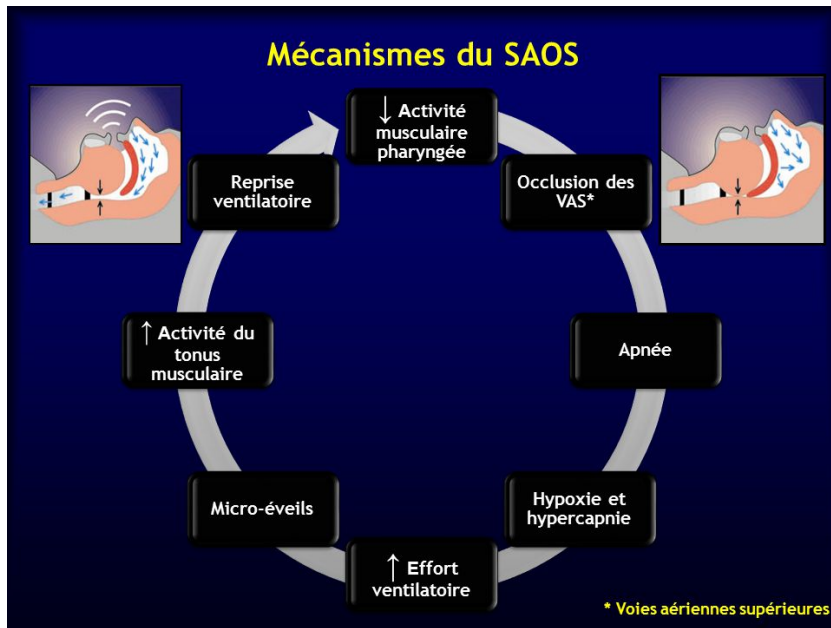 Mécanismes du SAOS
↓ Activité
musculaire
pharyngée
Occlusion des
VAS*
Apnée
Hypoxie et
hypercapnie
↑ Effort
ventilatoire
Micro-éveils
↑ Activité du
tonus
musculaire
Reprise
ventilatoire
* Voies aériennes supérieures